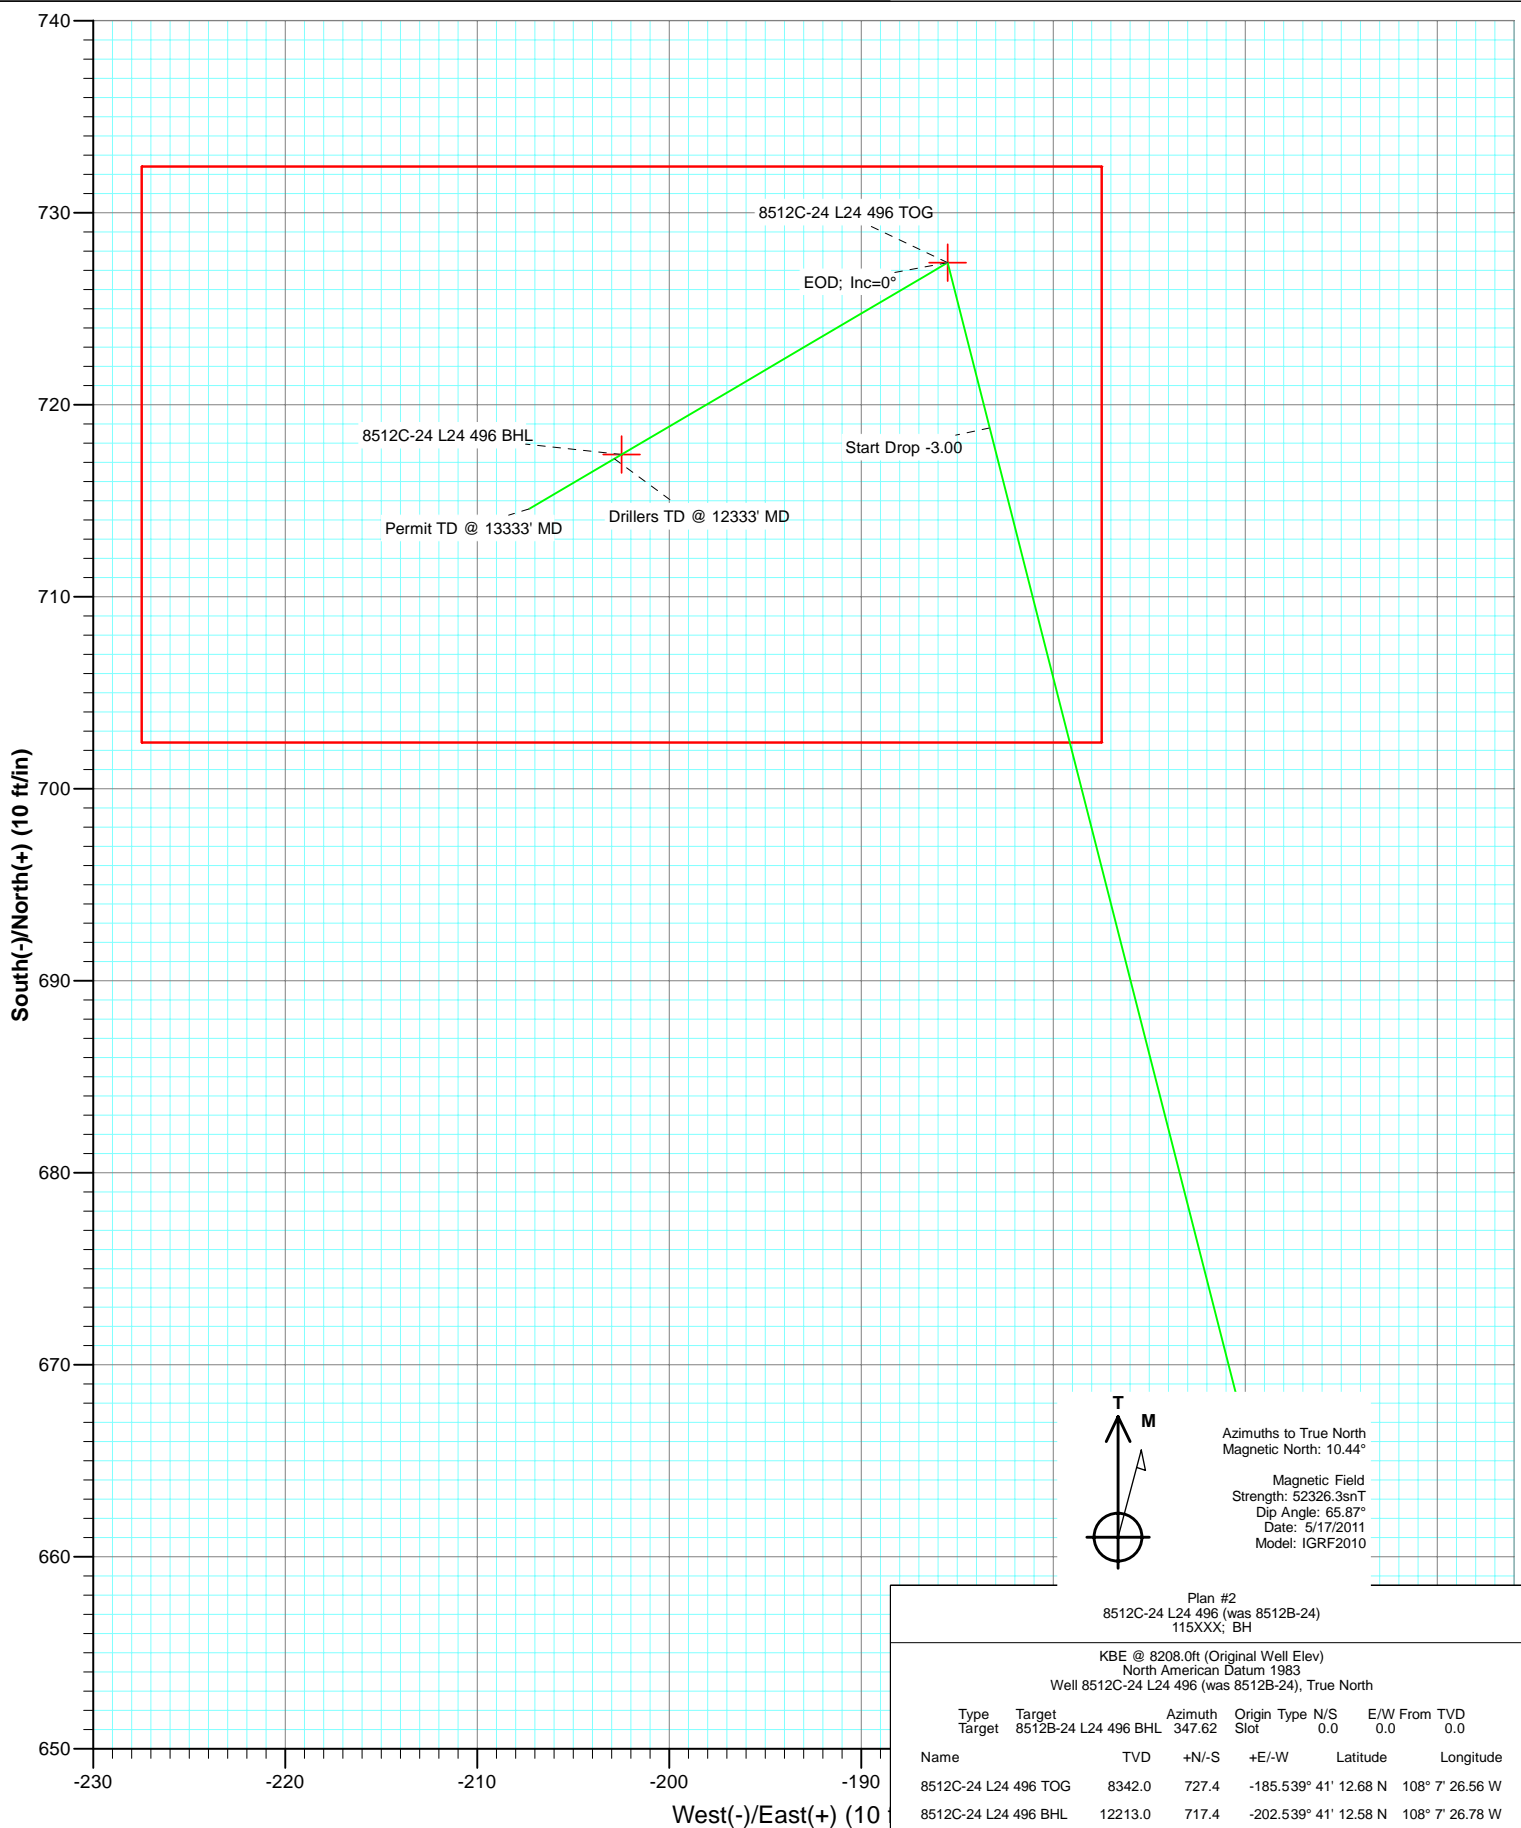 740
730
720
710
700
690
680
670
660
650
South(-)/North(+) (10 ft/in)
8512C-24 L24 496 TOG
EOD; Inc=0°
8512C-24 L24 496 BHL
Start Drop -3.00
Drillers TD @ 12333' MD
Permit TD @ 13333' MD
T
M
Azimuths to True North
Magnetic North: 10.44°
Magnetic Field
Strength: 52326.3snT
Dip Angle: 65.87°
Date: 5/17/2011
Model: IGRF2010
-230 -220 -210 -200 -190
West(-)/East(+) (10
Plan #2
8512C-24 L24 496 (was 8512B-24)
115XXX; BH
KBE @ 8208.0ft (Original Well Elev)
North American Datum 1983
Well 8512C-24 L24 496 (was 8512B-24), True North
Type Target Azimuth Origin Type N/S E/W From TVD
Target 8512B-24 L24 496 BHL 347.62 Slot 0.0 0.0 0.0
Name TVD +N/-S +E/-W Latitude Longitude
8512C-24 L24 496 TOG 8342.0 727.4 -185.539° 41' 12.68 N 108° 7' 26.56 W
8512C-24 L24 496 BHL 12213.0 717.4 -202.539° 41' 12.58 N 108° 7' 26.78 W